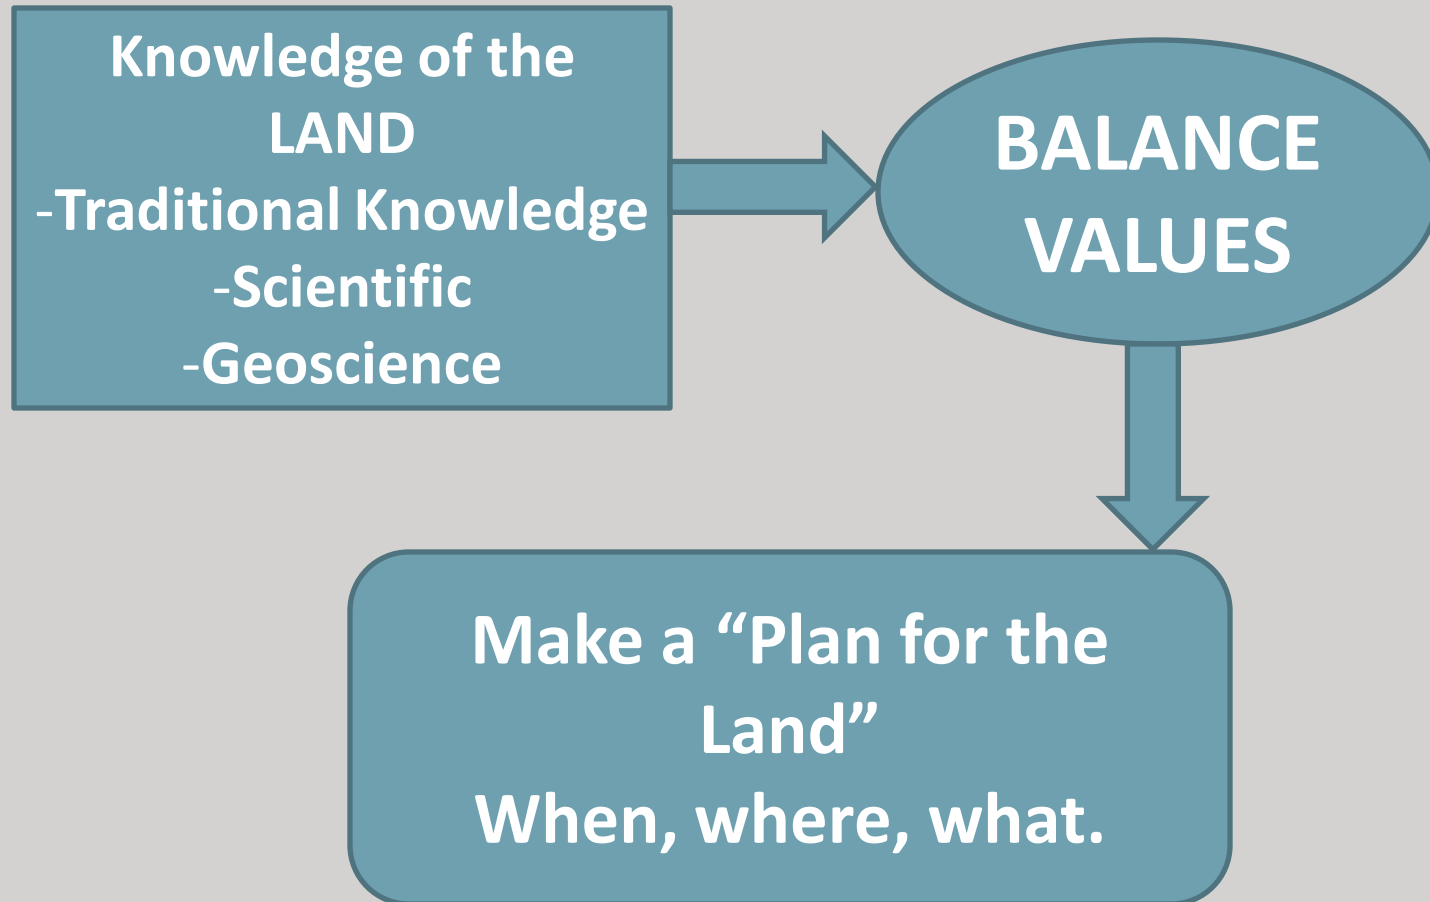 Knowledge of the
LAND
-Traditional Knowledge
-Scientific
-Geoscience
BALANCE
VALUES
Make a “Plan for the
Land”
When, where, what.